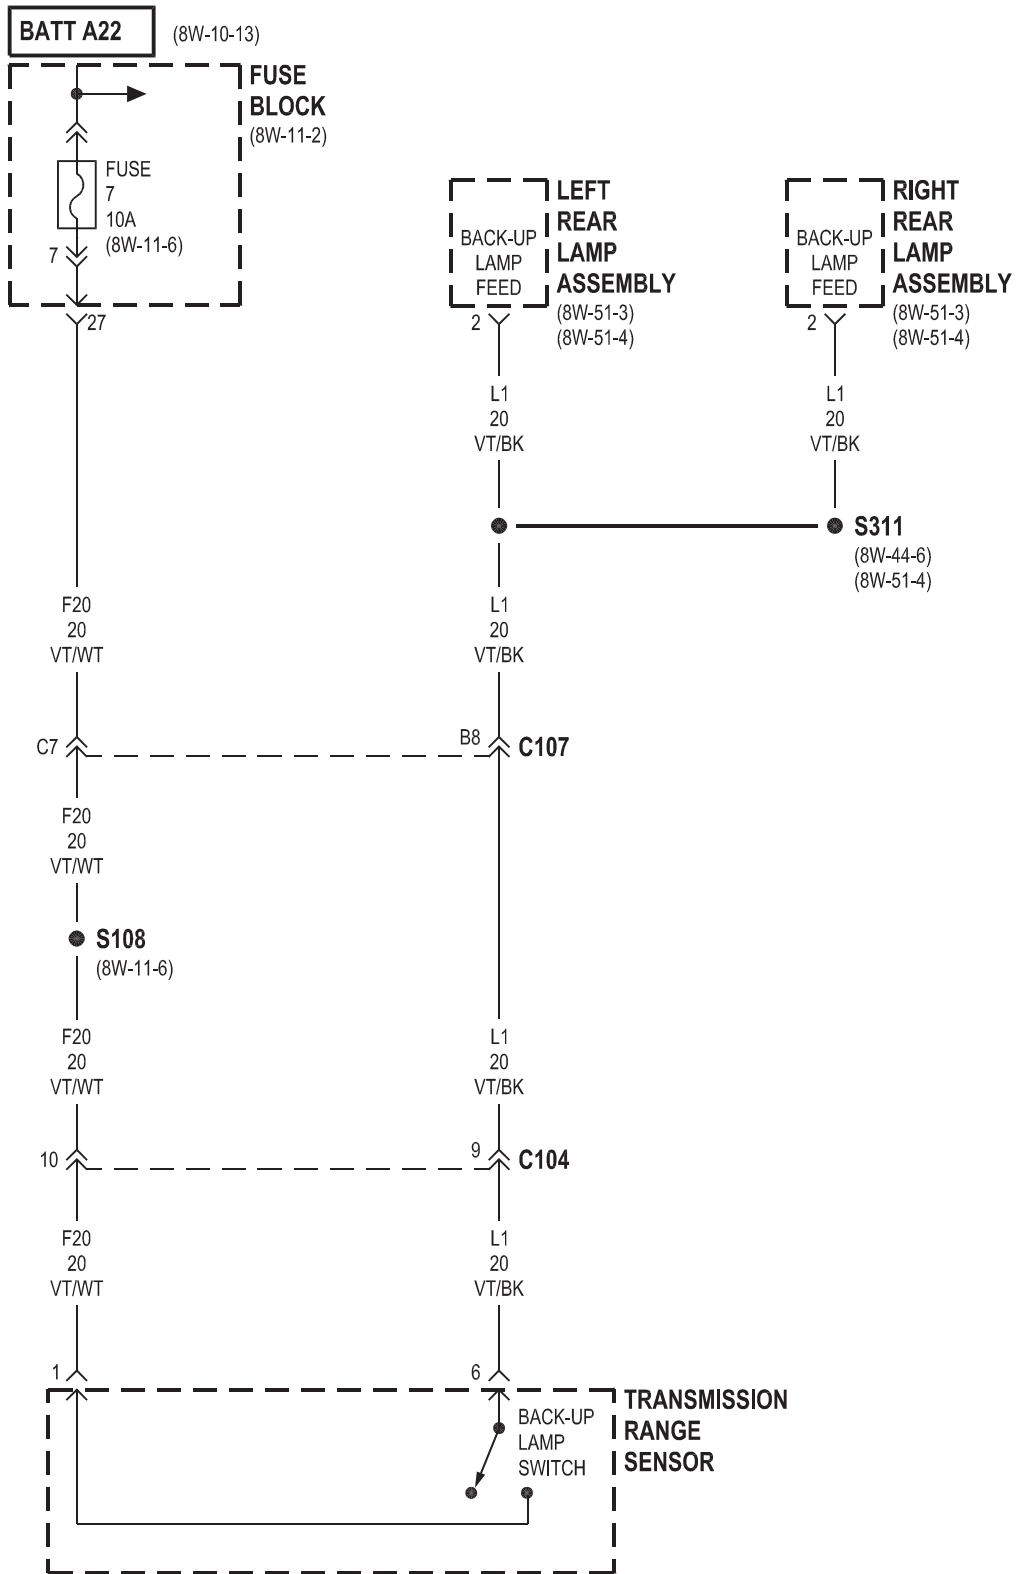 BATT A22
(8W-10-13)
FUSE
BLOCK
(8W-11-2)
FUSE
7
10A
(8W-11-6)
7
27
BACK-UP
LAMP
FEED
LEFT
REAR
LAMP
ASSEMBLY
(8W-51-3)
(8W-51-4)
2
BACK-UP
LAMP
FEED
RIGHT
REAR
LAMP
ASSEMBLY
(8W-51-3)
(8W-51-4)
2
L1
20
VT/BK
L1
20
VT/BK
S311
(8W-44-6)
(8W-51-4)
F20
20
VT/WT
L1
20
VT/BK
C7
B8
C107
F20
20
VT/WT
S108
(8W-11-6)
F20
20
VT/WT
L1
20
VT/BK
10
9
C104
F20
20
VT/WT
L1
20
VT/BK
1
6
BACK-UP
LAMP
SWITCH
TRANSMISSION
RANGE
SENSOR